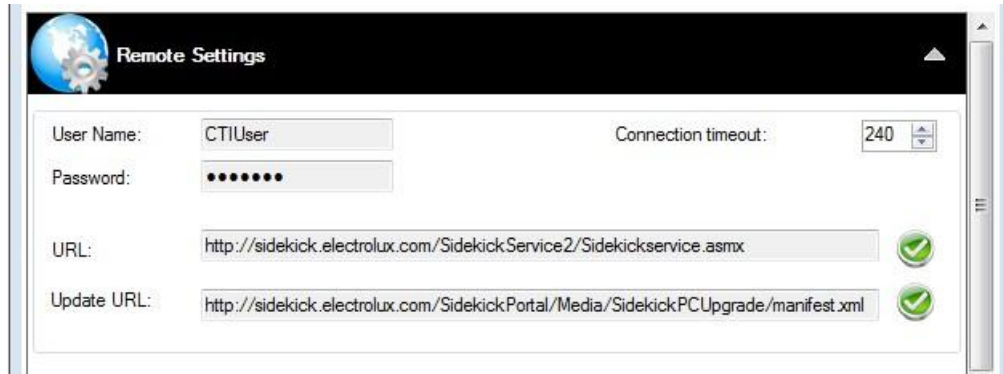 Remote Settings
User Name: CTIUser Connection timeout: 240
Password: •••••••
URL: http://sidekick.electrolux.com/SidekickService2/Sidekickservice.asmx
Update URL: http://sidekick.electrolux.com/SidekickPortal/Media/SidekickPCUpgrade/manifest.xml